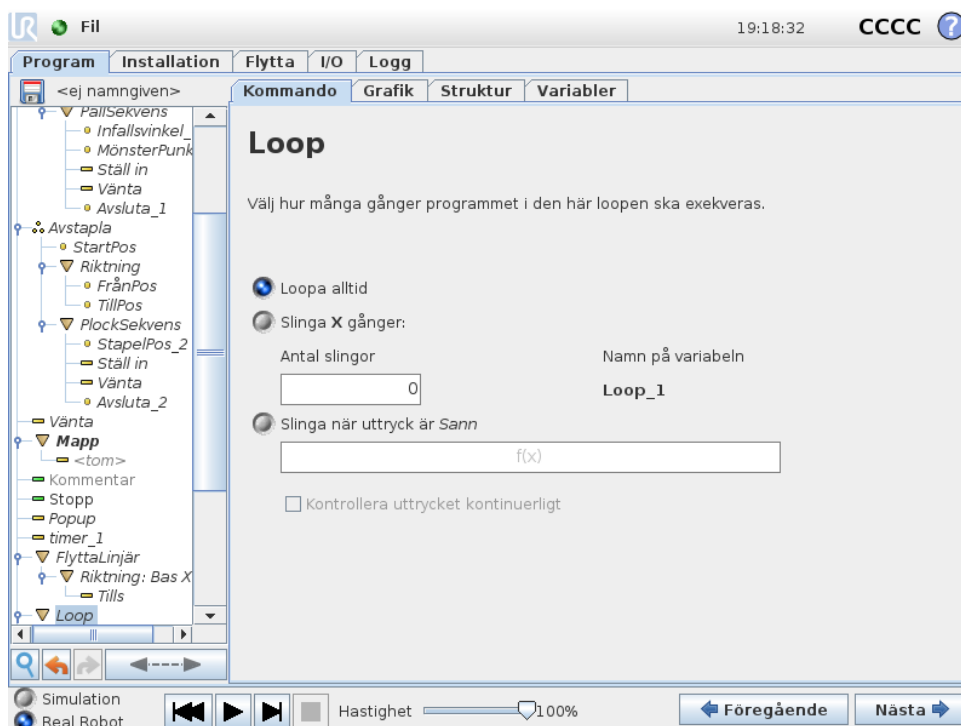 UR Fil 19:18:32 CCCC ?
Program Installation Flytta I/O Logg
<ej namngiven>
Kommando Grafik Struktur Variabler
PallSekvens
Infallsvinkel_
MönsterPunk
Ställ in
Vänta
Avsluta_1
Avstapla
StartPos
Riktning
FrånPos
TillPos
PlockSekvens
StapelPos_2
Ställ in
Vänta
Avsluta_2
Vänta
Mapp
<tom>
Kommentar
Stopp
Popup
timer_1
FlyttaLinjär
Riktning: Bas X
Tills
Loop
Loop
Välj hur många gånger programmet i den här loopen ska exekveras.
Loopa alltid
Slinga X gånger:
Antal slingor Namn på variabeln
0 Loop_1
Slinga när uttryck är Sann
f(x)
Kontrollera uttrycket kontinuerligt
Simulation
Real Robot
Hastighet 100%
Föregående Nästa